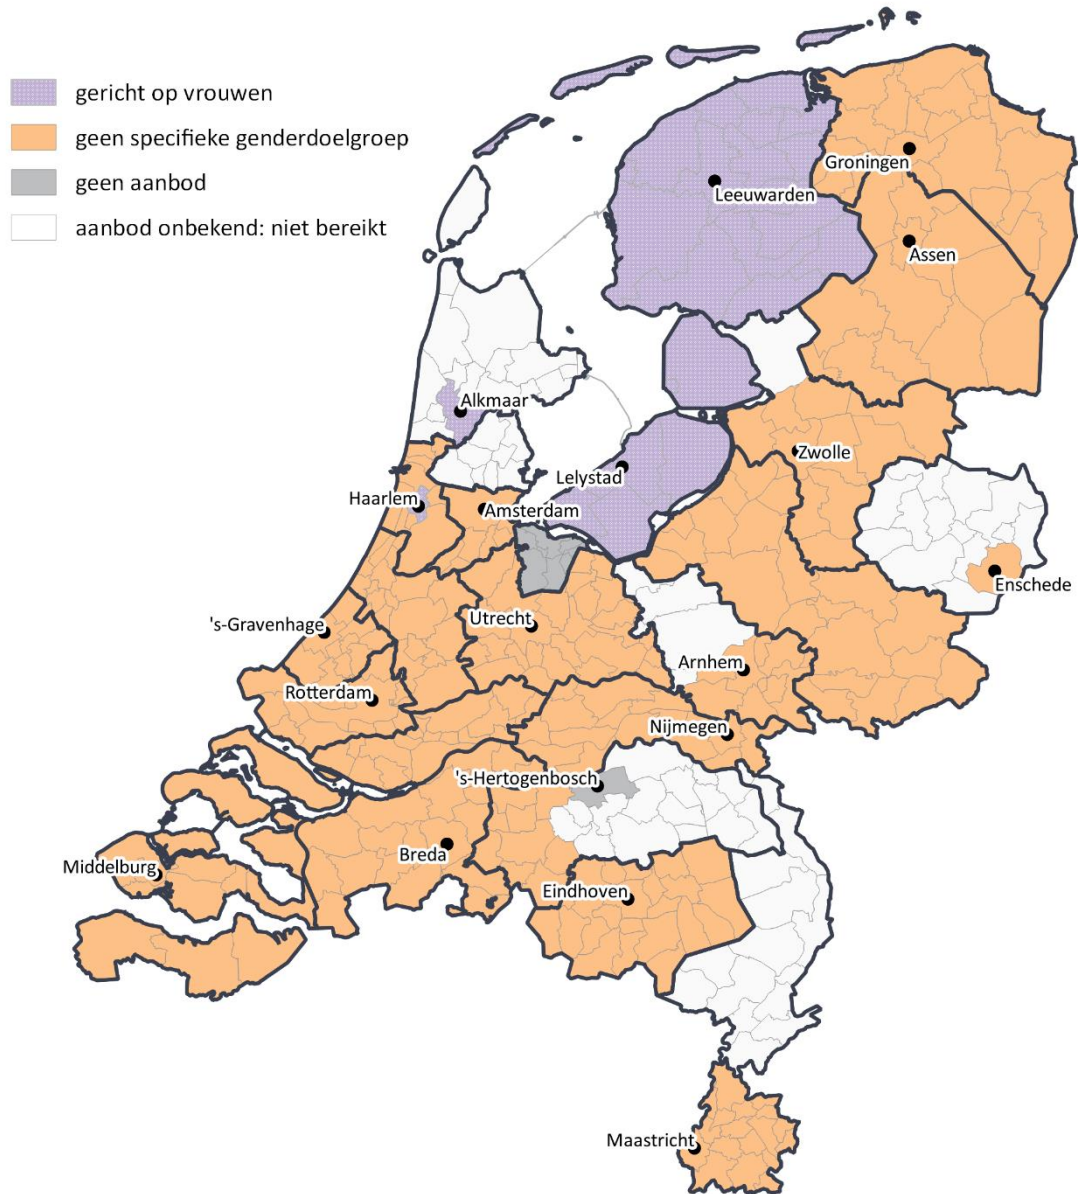 gericht op vrouwen
geen specifieke genderdoelgroep
geen aanbod
aanbod onbekend: niet bereikt
Groningen
Leeuwarden
Assen
Alkmaar
Zwolle
Lelystad
Haarlem
Amsterdam
Enschede
Utrecht
's-Gravenhage
Arnhem
Rotterdam
Nijmegen
's-Hertogenbosch
Breda
Middelburg
Eindhoven
Maastricht